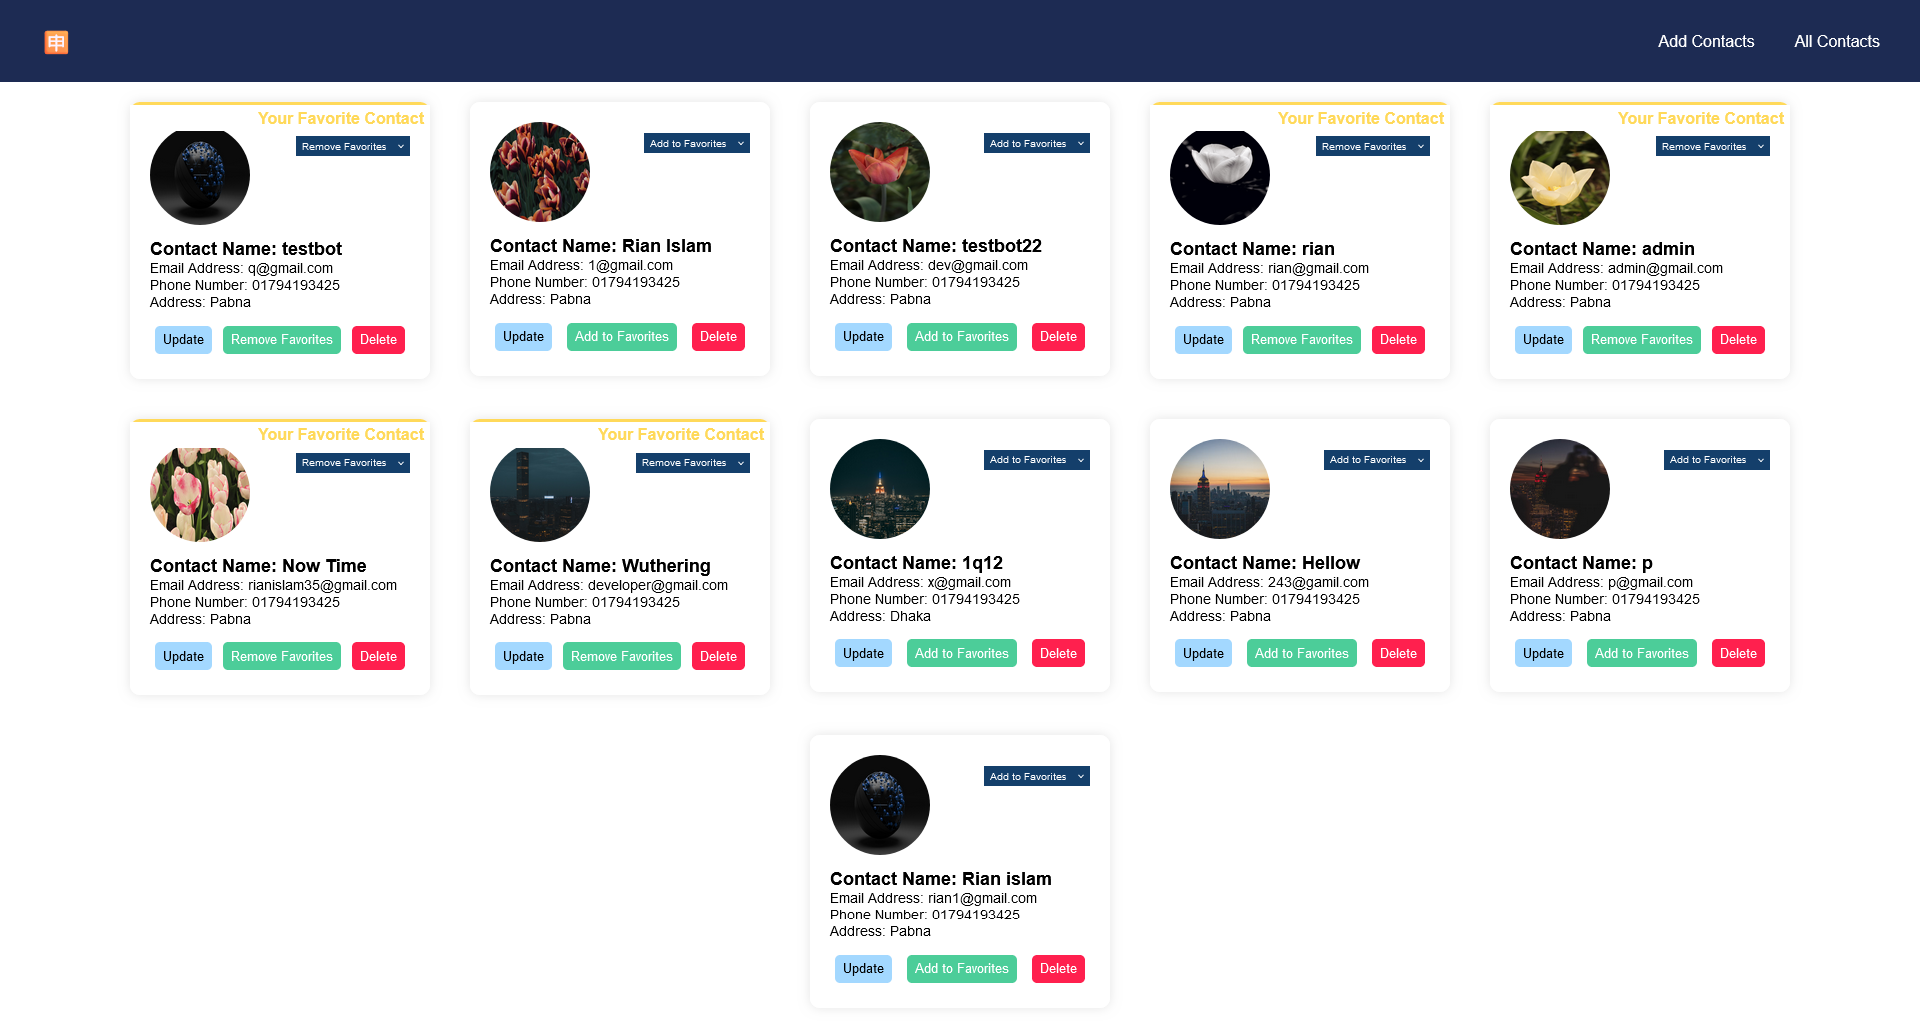 申
Add Contacts
All Contacts
Your Favorite Contact
Remove Favorites
Contact Name: testbot
Email Address: q@gmail.com
Phone Number: 01794193425
Address: Pabna
Update
Remove Favorites
Delete
Add to Favorites
Contact Name: Rian Islam
Email Address: 1@gmail.com
Phone Number: 01794193425
Address: Pabna
Update
Add to Favorites
Delete
Add to Favorites
Contact Name: testbot22
Email Address: dev@gmail.com
Phone Number: 01794193425
Address: Pabna
Update
Add to Favorites
Delete
Your Favorite Contact
Remove Favorites
Contact Name: rian
Email Address: rian@gmail.com
Phone Number: 01794193425
Address: Pabna
Update
Remove Favorites
Delete
Your Favorite Contact
Remove Favorites
Contact Name: admin
Email Address: admin@gmail.com
Phone Number: 01794193425
Address: Pabna
Update
Remove Favorites
Delete
Your Favorite Contact
Remove Favorites
Contact Name: Now Time
Email Address: rianislam35@gmail.com
Phone Number: 01794193425
Address: Pabna
Update
Remove Favorites
Delete
Your Favorite Contact
Remove Favorites
Contact Name: Wuthering
Email Address: developer@gmail.com
Phone Number: 01794193425
Address: Pabna
Update
Remove Favorites
Delete
Add to Favorites
Contact Name: 1q12
Email Address: x@gmail.com
Phone Number: 01794193425
Address: Dhaka
Update
Add to Favorites
Delete
Add to Favorites
Contact Name: Hellow
Email Address: 243@gamil.com
Phone Number: 01794193425
Address: Pabna
Update
Add to Favorites
Delete
Add to Favorites
Contact Name: p
Email Address: p@gmail.com
Phone Number: 01794193425
Address: Pabna
Update
Add to Favorites
Delete
Add to Favorites
Contact Name: Rian islam
Email Address: rian1@gmail.com
Phone Number: 01794193425
Address: Pabna
Update
Add to Favorites
Delete